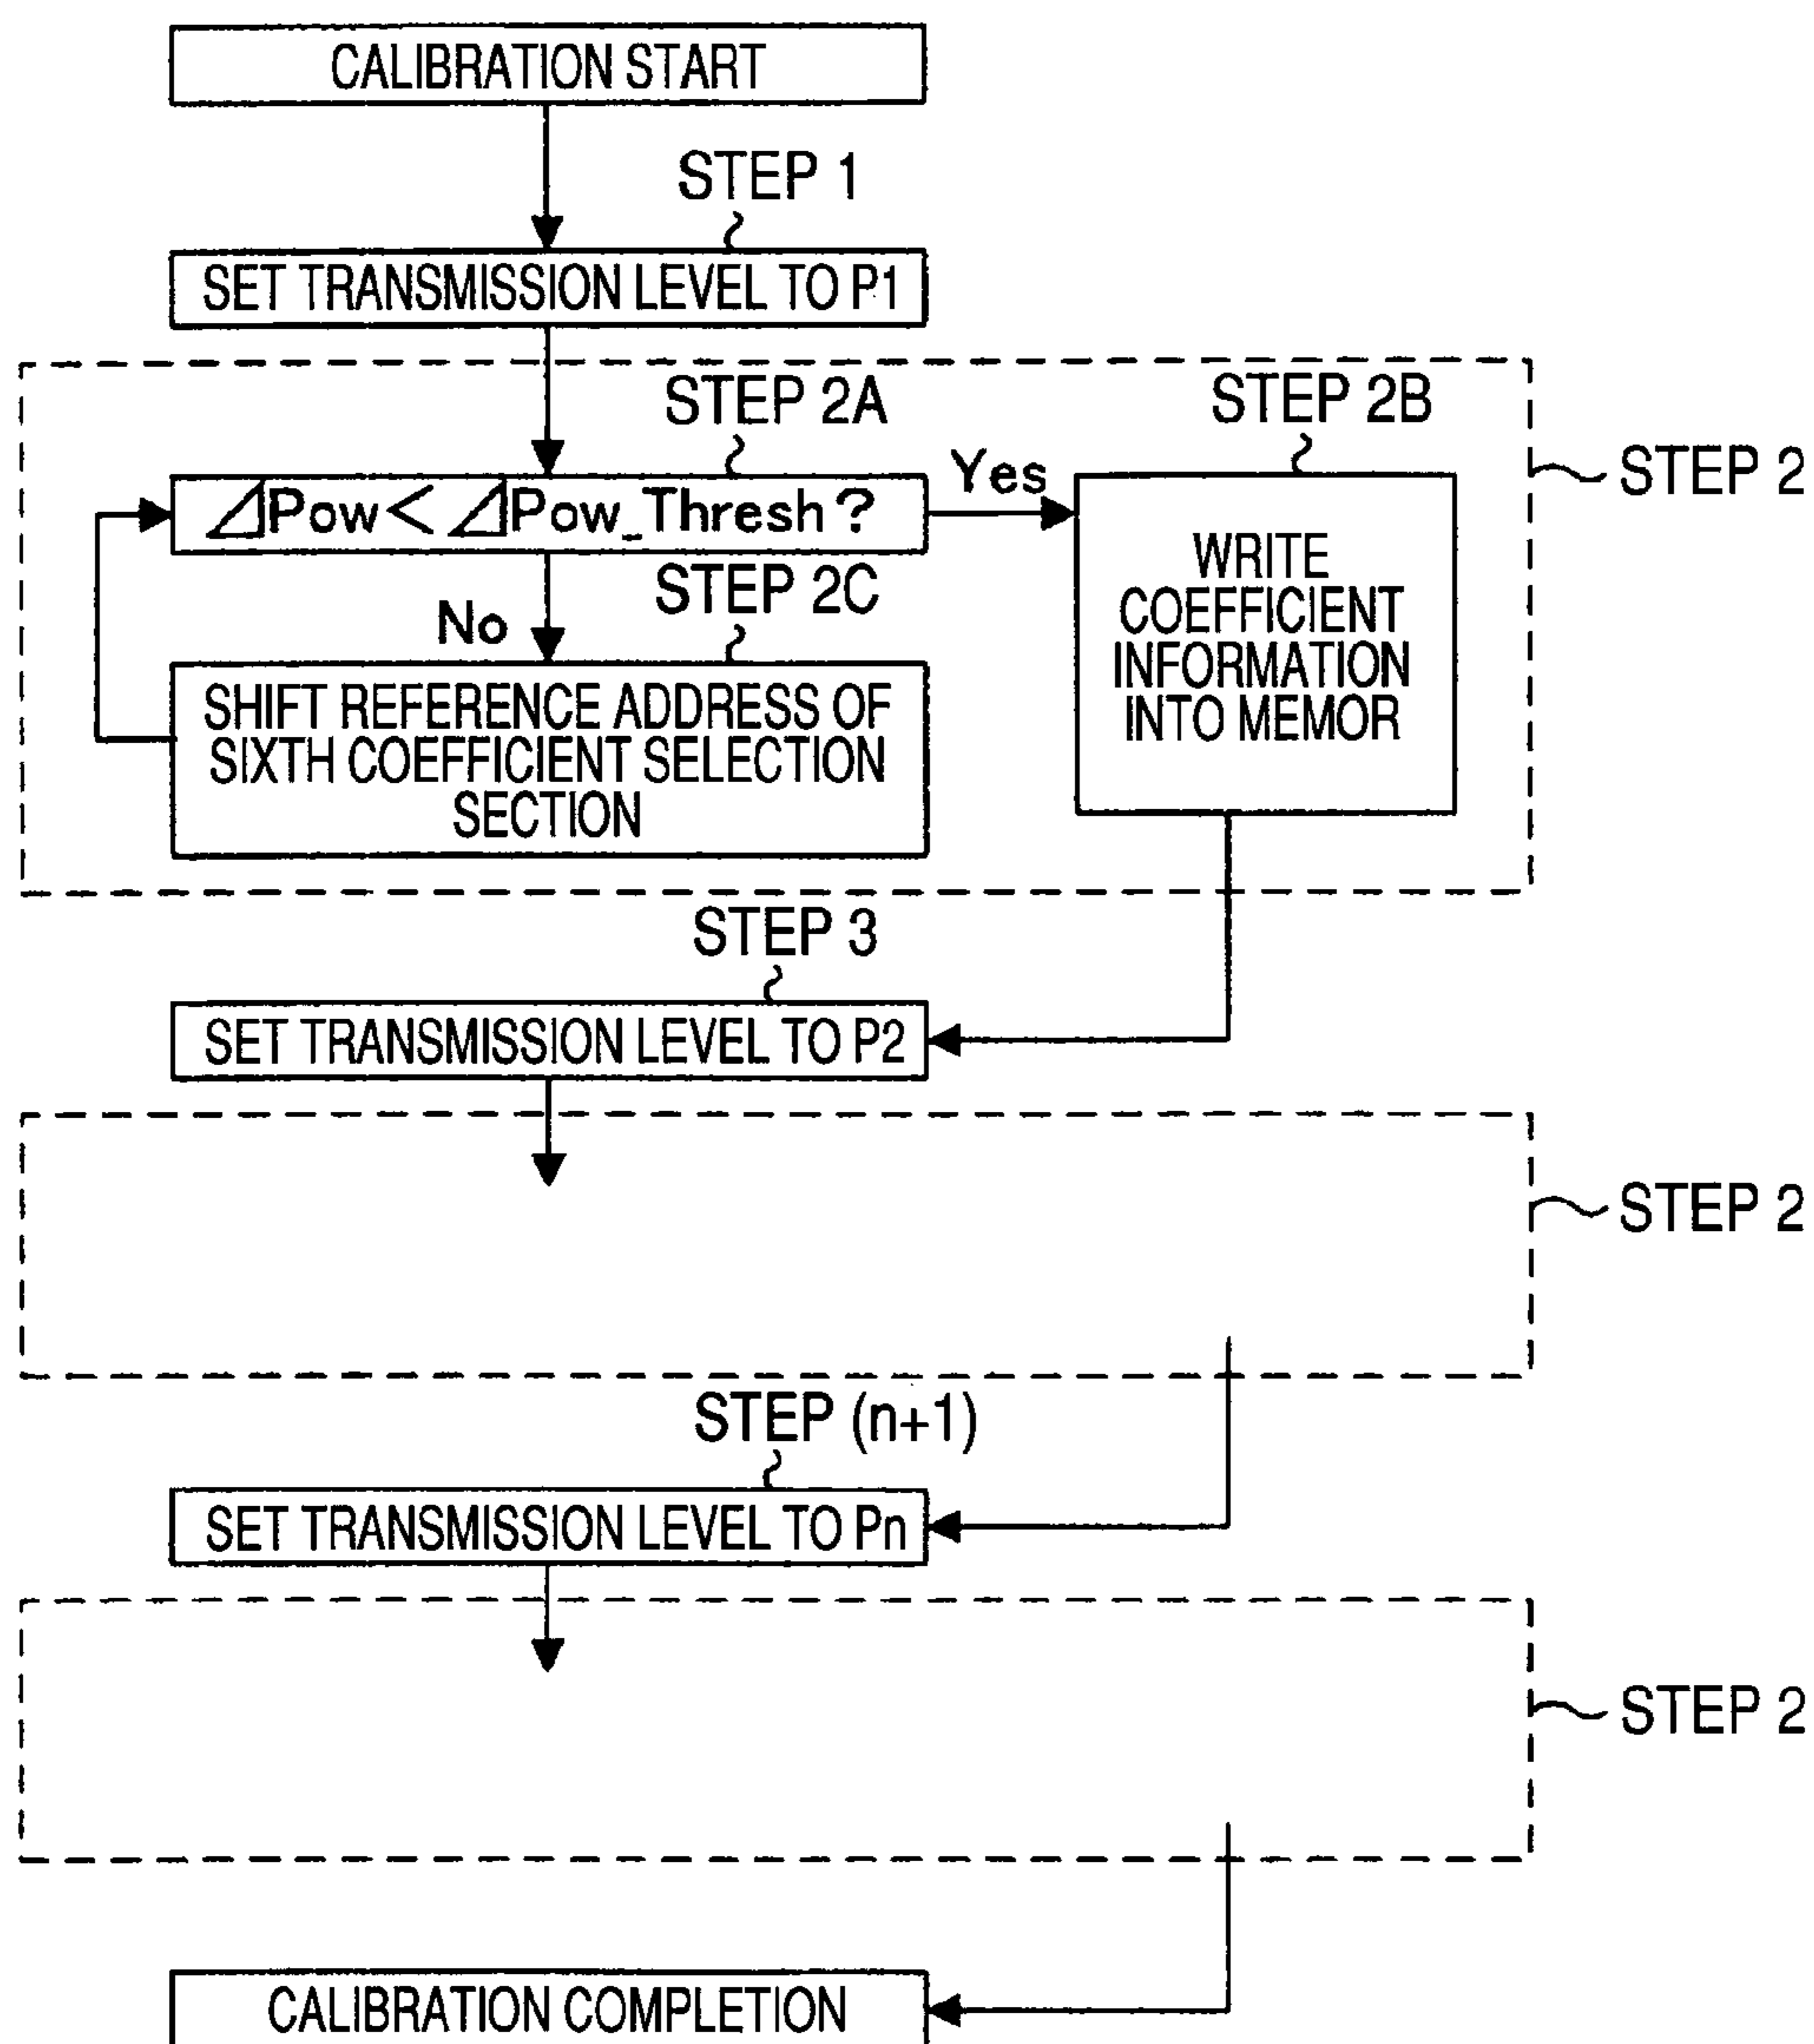 CALIBRATION START
STEP 1
SET TRANSMISSION LEVEL TO P1
STEP 2A
STEP 2B
STEP 2
⊿Pow< ⊿Pow_Thresh?
Yes
No
STEP 2C
SHIFT REFERENCE ADDRESS OF
SIXTH COEFFICIENT SELECTION
SECTION
WRITE
COEFFICIENT
INFORMATION
INTO MEMOR
STEP 3
SET TRANSMISSION LEVEL TO P2
STEP 2
STEP (n+1)
SET TRANSMISSION LEVEL TO Pn
STEP 2
CALIBRATION COMPLETION